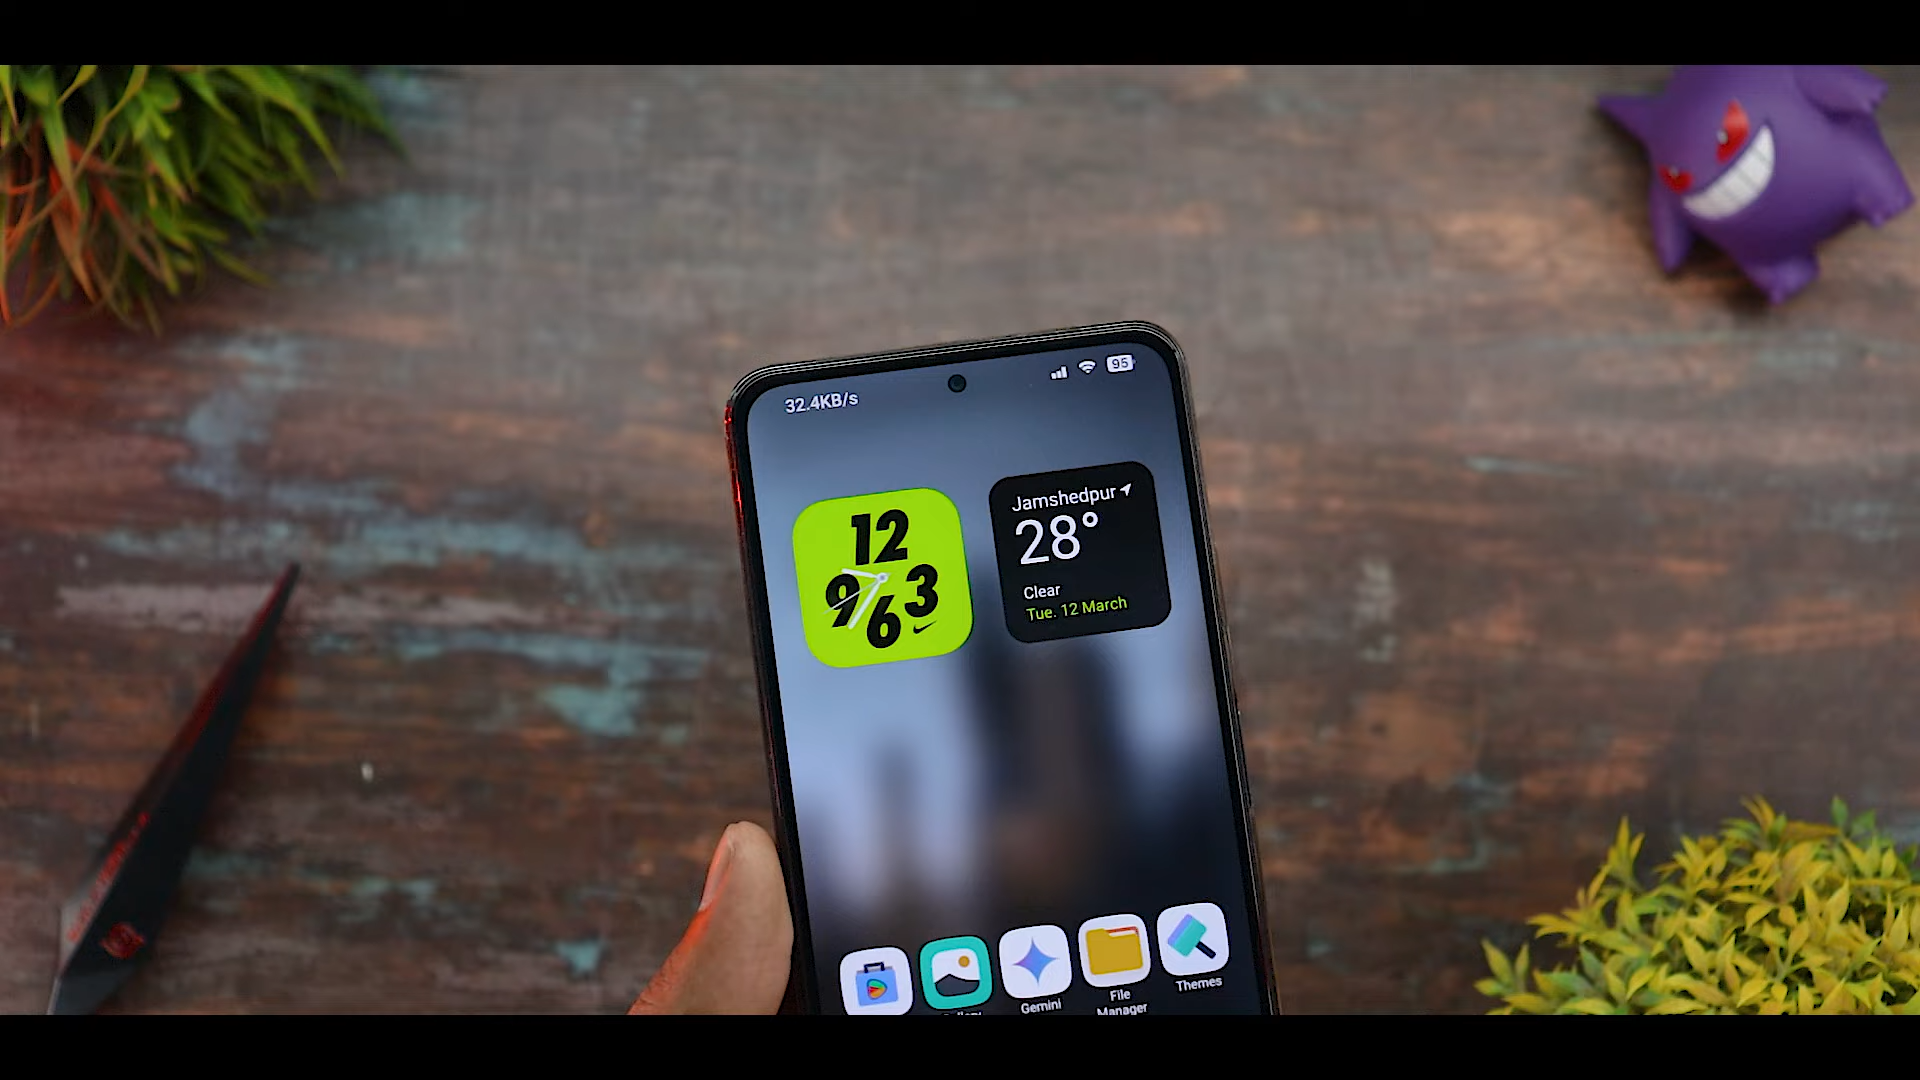 32.4KB/s
95
12
9
3
6
Jamshedpur
28°
Clear
Tue. 12 March
Gemini
File
Manager
Themes